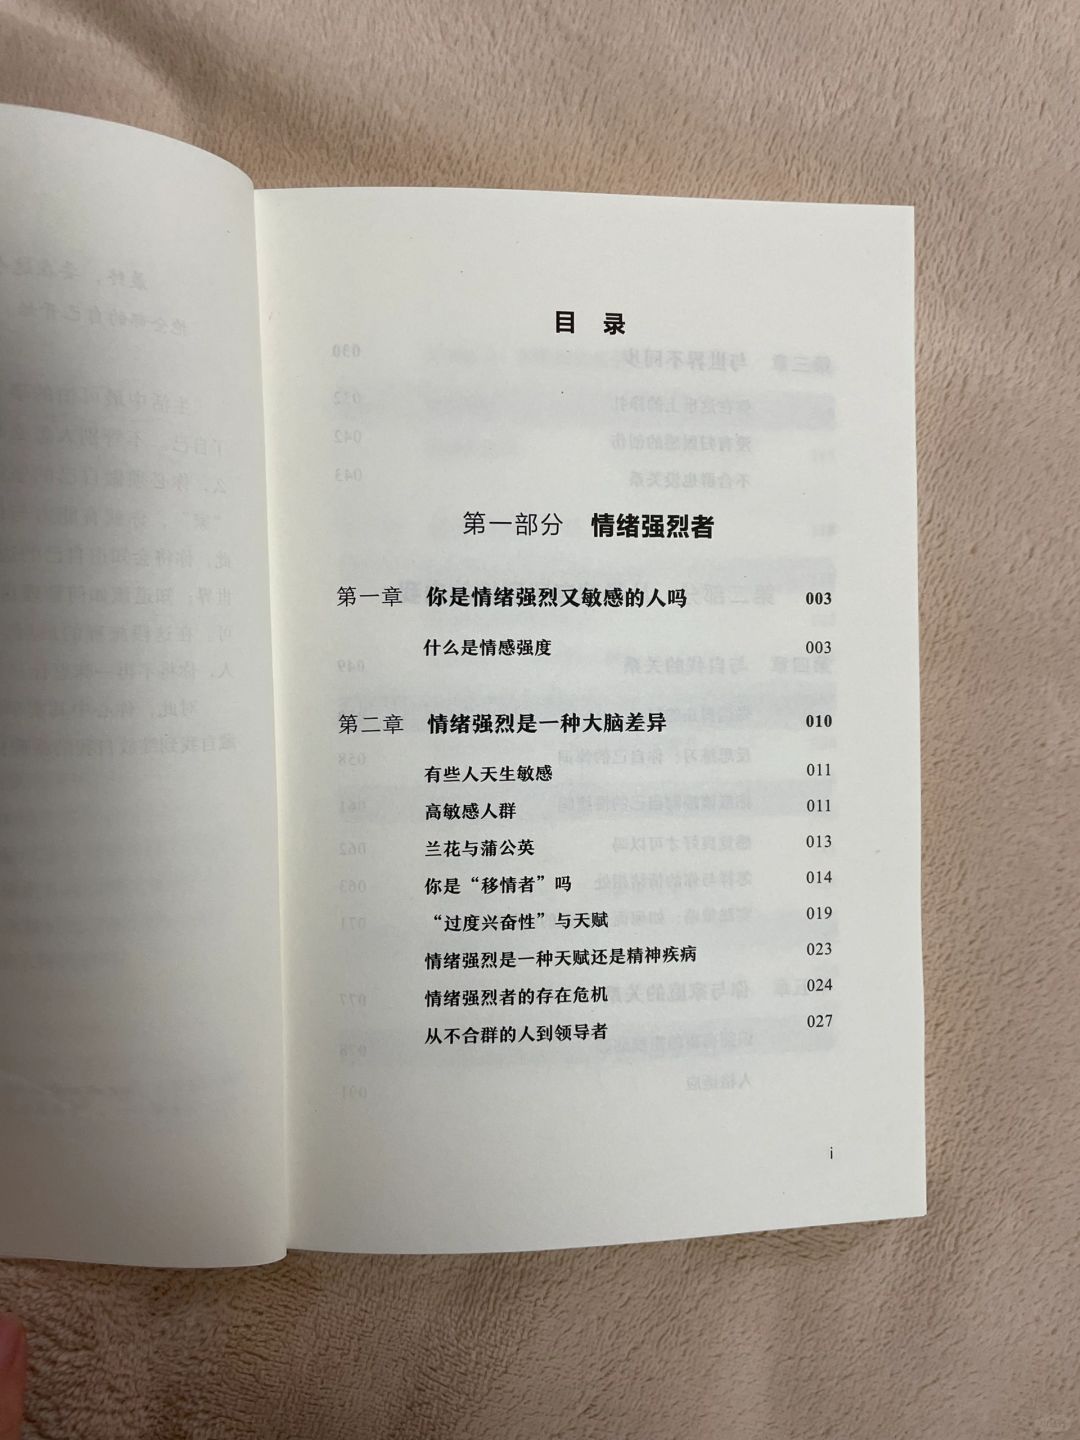 目 录
第一部分 情绪强烈者
第一章 你是情绪强烈又敏感的人吗 003
什么是情感强度 003
第二章 情绪强烈是一种大脑差异 010
有些人天生敏感 011
高敏感人群 011
兰花与蒲公英 013
你是“移情者”吗 014
“过度兴奋性”与天赋 019
情绪强烈是一种天赋还是精神疾病 023
情绪强烈者的存在危机 024
从不合群的人到领导者 027
i